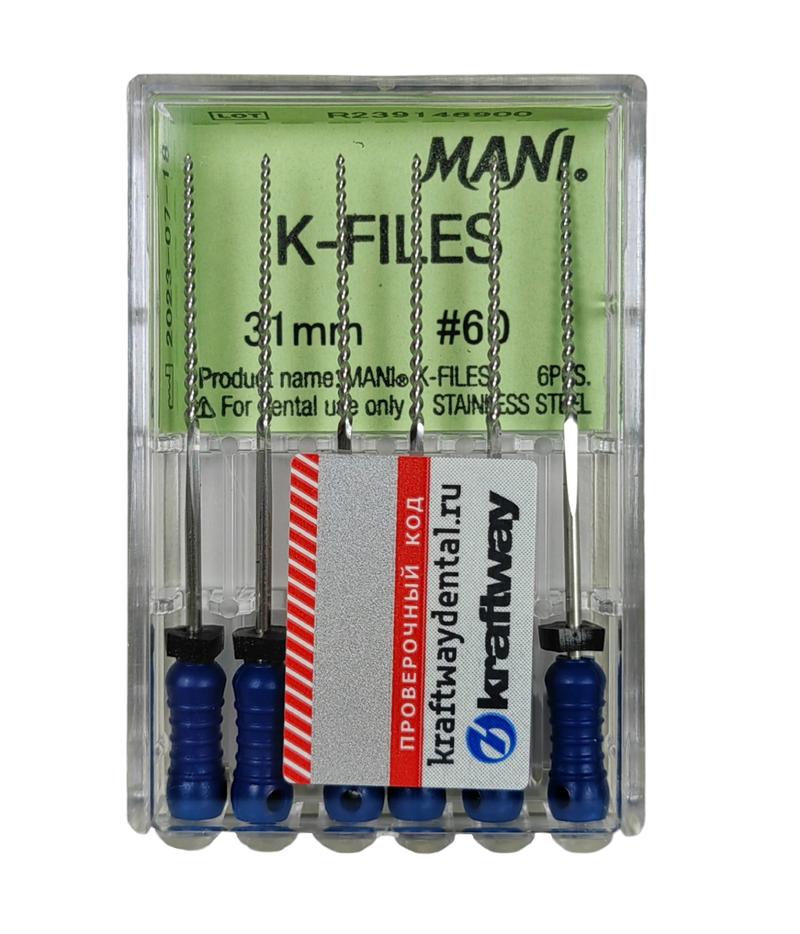 LOT R239146900
MANI®
K-FILES
31mm #60
Product name: MANI® K-FILES 6PCS.
⚠ For dental use only STAINLESS STEEL
2023-07-18
ПРОВЕРОЧНЫЙ КОД
kraftwaydental.ru
kraftway